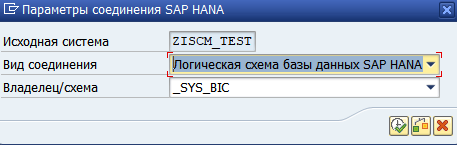 Параметры соединения SAP HANA
Исходная система ZISCM_TEST
Вид соединения Логическая схема базы данных SAP HANA
Владелец/схема _SYS_BIC